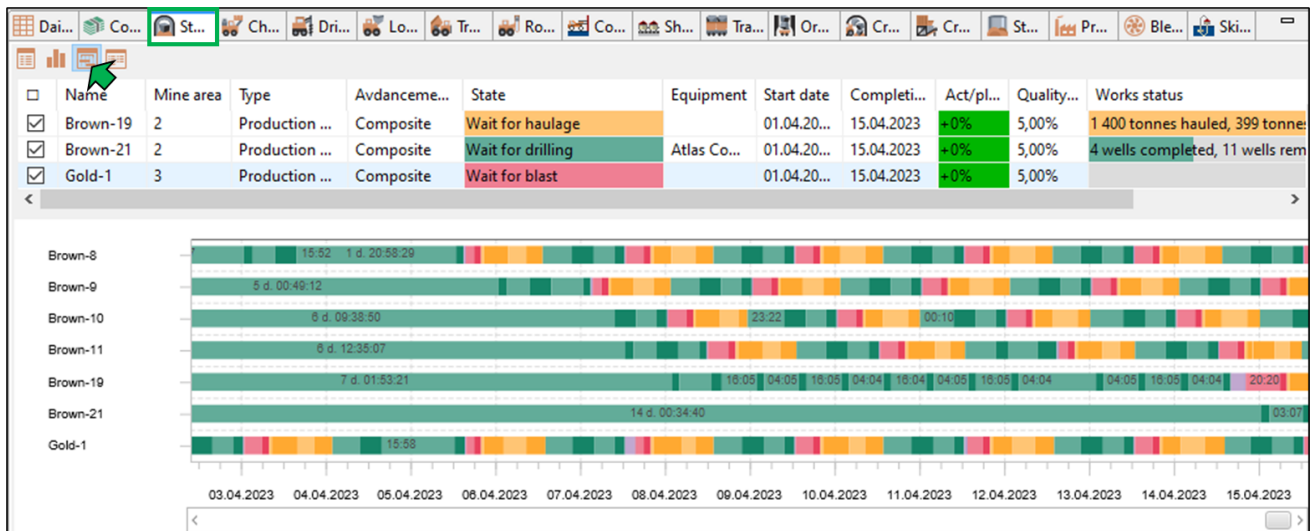 Dai... Co... St... Ch... Dri... Lo... Tr... Ro... Co... Sh... Tra... Or... Cr... Cr... St... Pr... Ble... Ski...
Name Mine area Type Avdanceme... State Equipment Start date Completi... Act/pl... Quality... Works status
Brown-19 2 Production ... Composite Wait for haulage 01.04.20... 15.04.2023 +0% 5,00% 1 400 tonnes hauled, 399 tonnes
Brown-21 2 Production ... Composite Wait for drilling Atlas Co... 01.04.20... 15.04.2023 +0% 5,00% 4 wells completed, 11 wells rem
Gold-1 3 Production ... Composite Wait for blast 01.04.20... 15.04.2023 +0% 5,00%
Brown-8 15:52 1 d. 20:58:29
Brown-9 5 d. 00:49:12
Brown-10 6 d. 09:38:50 23:22 00:10
Brown-11 6 d. 12:35:07
Brown-19 7 d. 01:53:21 16:05 04:05 16:05 04:04 16:04 04:05 16:05 04:04 04:05 16:05 04:04 20:20
Brown-21 14 d. 00:34:40 03:07
Gold-1 15:58
03.04.2023 04.04.2023 05.04.2023 06.04.2023 07.04.2023 08.04.2023 09.04.2023 10.04.2023 11.04.2023 12.04.2023 13.04.2023 14.04.2023 15.04.2023